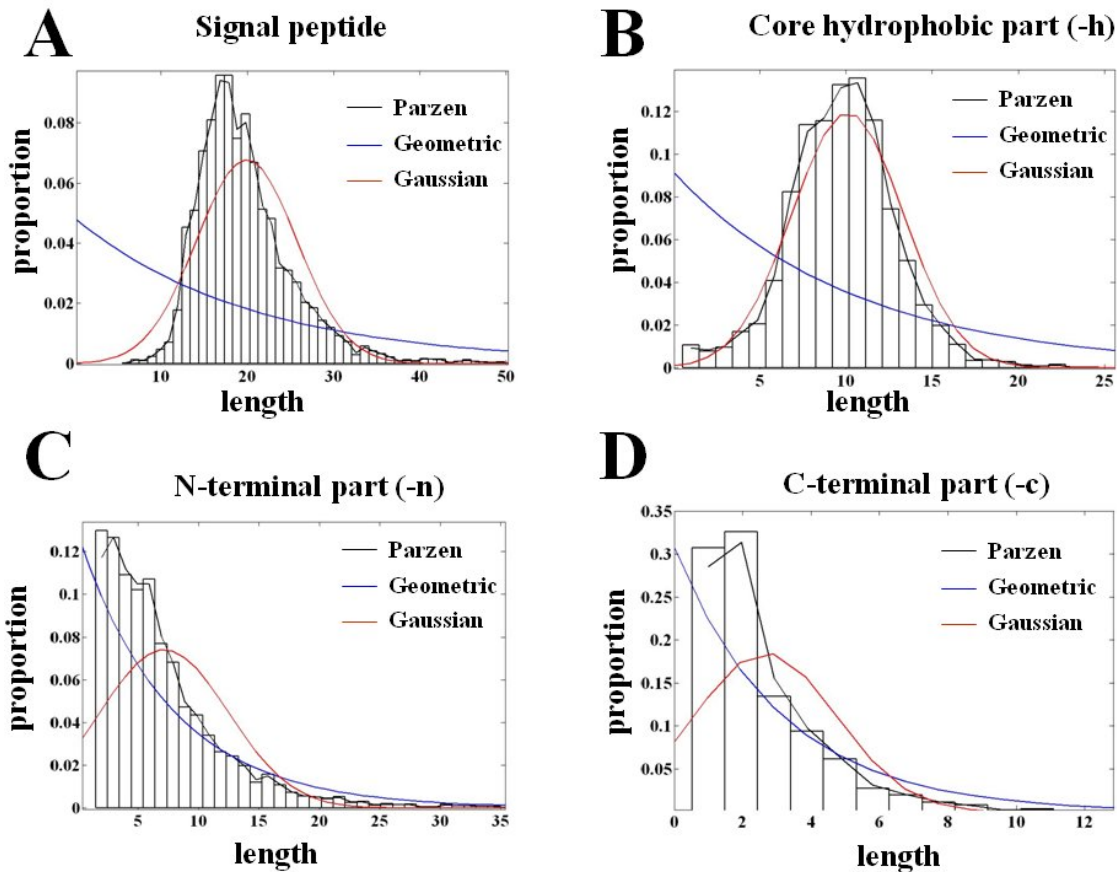 A
Signal peptide
Parzen
Geometric
Gaussian
0.08
0.06
0.04
0.02
0
proportion
10 20 30 40 50
length
B
Core hydrophobic part (-h)
Parzen
Geometric
Gaussian
0.12
0.1
0.08
0.06
0.04
0.02
0
proportion
5 10 15 20 25
length
C
N-terminal part (-n)
Parzen
Geometric
Gaussian
0.12
0.1
0.08
0.06
0.04
0.02
0
proportion
5 10 15 20 25 30 35
length
D
C-terminal part (-c)
Parzen
Geometric
Gaussian
0.35
0.3
0.25
0.2
0.15
0.1
0.05
proportion
0 2 4 6 8 10 12
length